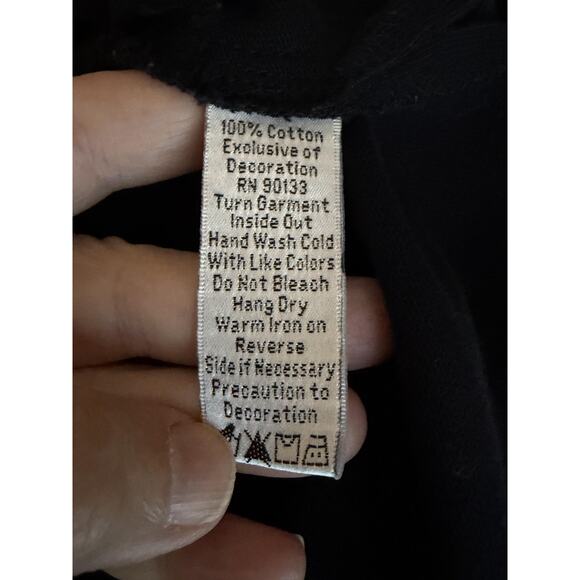 100% Cotton
Exclusive of
Decoration
RN 90133
Turn Garment
Inside Out
Hand Wash Cold
With Like Colors
Do Not Bleach
Hang Dry
Warm Iron on
Reverse
Side if Necessary
Precaution to
Decoration